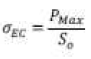 σ_EC = P_Max / S_o